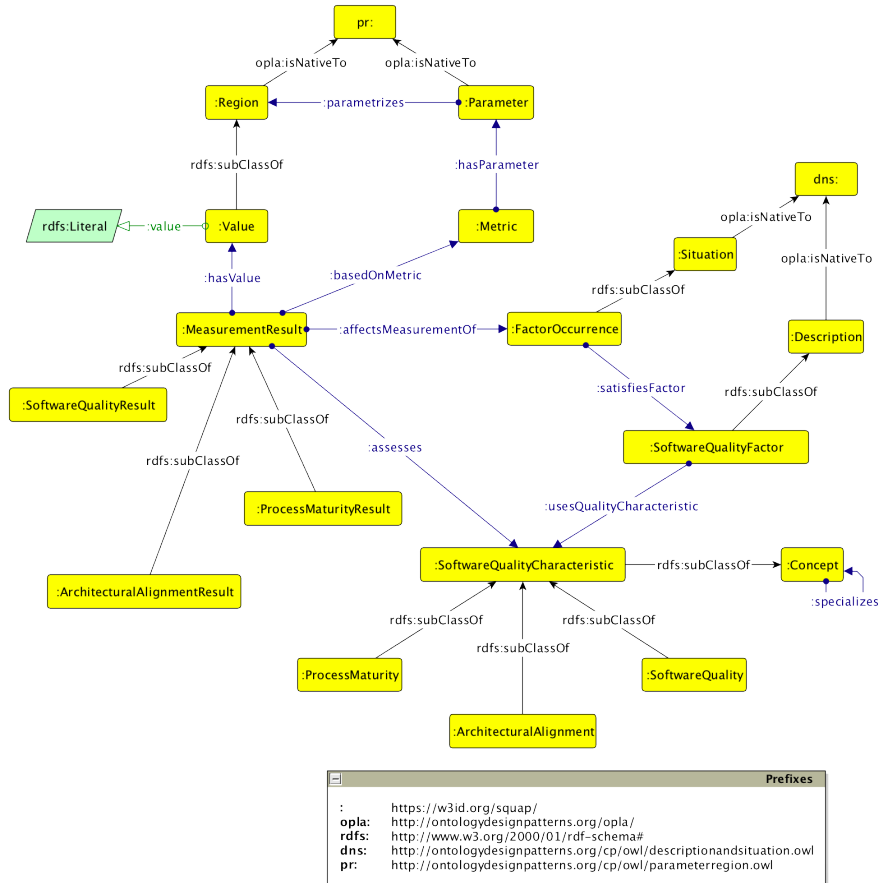 pr:
opla:isNativeTo
opla:isNativeTo
:Region
:parametrizes
:Parameter
rdfs:subClassOf
:hasParameter
dns:
rdfs:Literal
:value
:Value
:Metric
opla:isNativeTo
:Situation
opla:isNativeTo
:hasValue
:basedOnMetric
rdfs:subClassOf
:MeasurementResult
:affectsMeasurementOf
:FactorOccurrence
:Description
rdfs:subClassOf
:satisfiesFactor
rdfs:subClassOf
:SoftwareQualityResult
rdfs:subClassOf
:assesses
:SoftwareQualityFactor
rdfs:subClassOf
:ProcessMaturityResult
:usesQualityCharacteristic
:SoftwareQualityCharacteristic
rdfs:subClassOf
:Concept
:ArchitecturalAlignmentResult
:specializes
rdfs:subClassOf
rdfs:subClassOf
rdfs:subClassOf
:ProcessMaturity
:SoftwareQuality
:ArchitecturalAlignment
Prefixes
: https://w3id.org/squap/
opla: http://ontologydesignpatterns.org/opla/
rdfs: http://www.w3.org/2000/01/rdf-schema#
dns: http://ontologydesignpatterns.org/cp/owl/descriptionandsituation.owl
pr: http://ontologydesignpatterns.org/cp/owl/parameterregion.owl